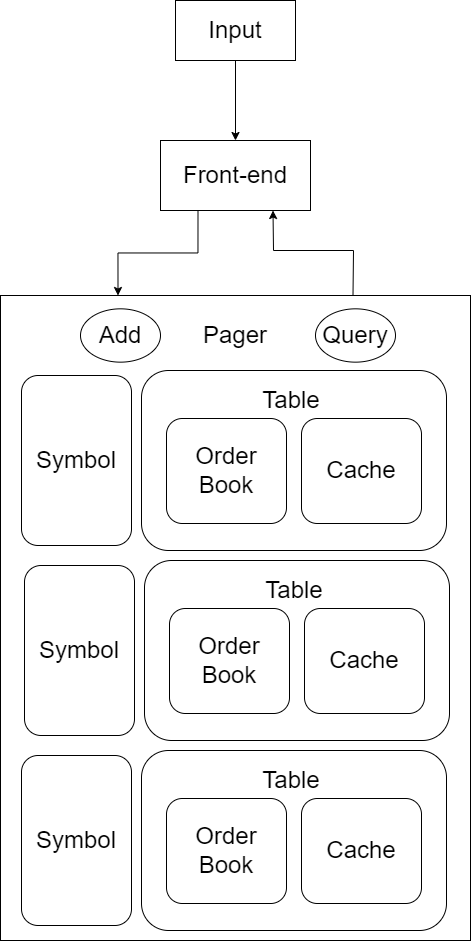 Input
Front-end
Add
Pager
Query
Symbol
Table
Order
Book
Cache
Symbol
Table
Order
Book
Cache
Symbol
Table
Order
Book
Cache